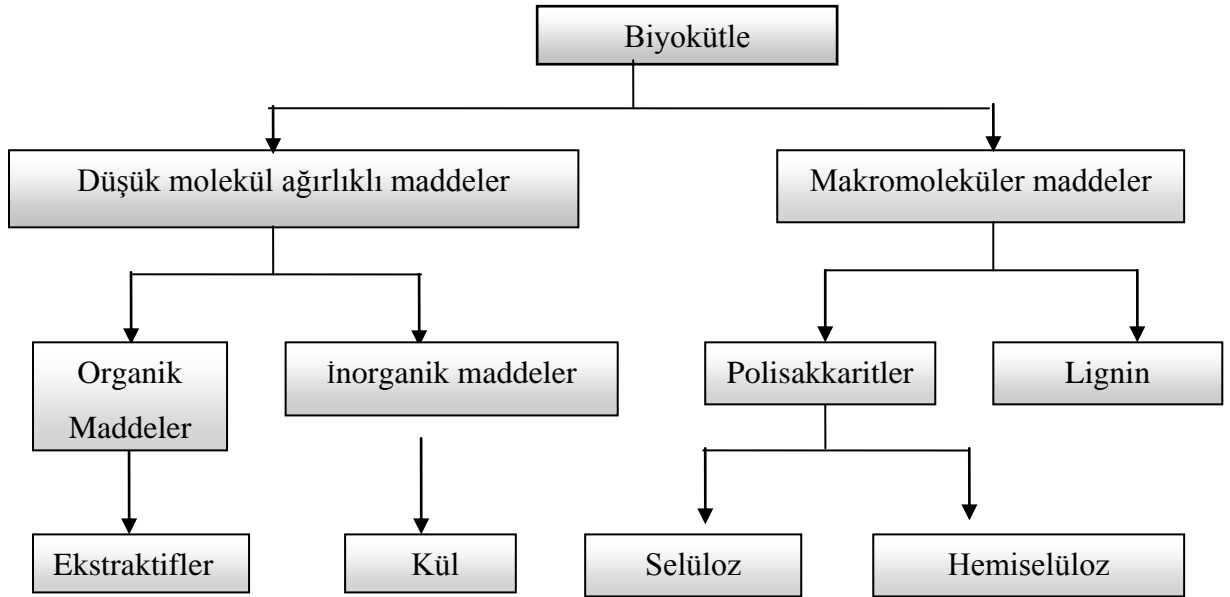 Biyokütle
Düşük molekül ağırlıklı maddeler
Makromoleküler maddeler
Organik
Maddeler
İnorganik maddeler
Polisakkaritler
Lignin
Ekstraktifler
Kül
Selüloz
Hemiselüloz